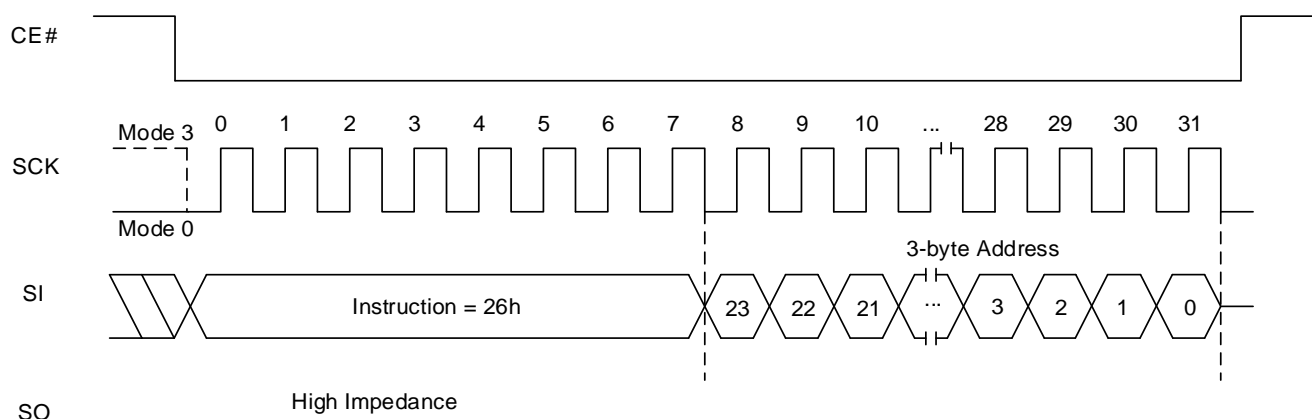 CE#
Mode 3 0 1 2 3 4 5 6 7 8 9 10 ... 28 29 30 31
SCK
Mode 0
3-byte Address
SI Instruction = 26h 23 22 21 ... 3 2 1 0
High Impedance
SO